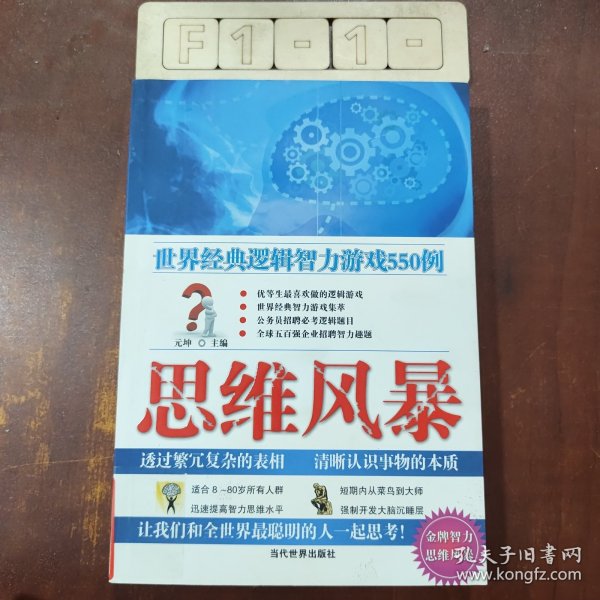 F1-1-
世界经典逻辑智力游戏550例
优等生最喜欢做的逻辑游戏
世界经典智力游戏集萃
公务员招聘必考逻辑题目
全球五百强企业招聘智力趣题
元坤 主编
思维风暴
透过繁冗复杂的表相 清晰认识事物的本质
适合8~80岁所有人群
迅速提高智力思维水平
短期内从菜鸟到大师
强制开发大脑沉睡层
让我们和全世界最聪明的人一起思考!
金牌智力
思维风暴
当代世界出版社
孔夫子旧书网
www.kongfz.com